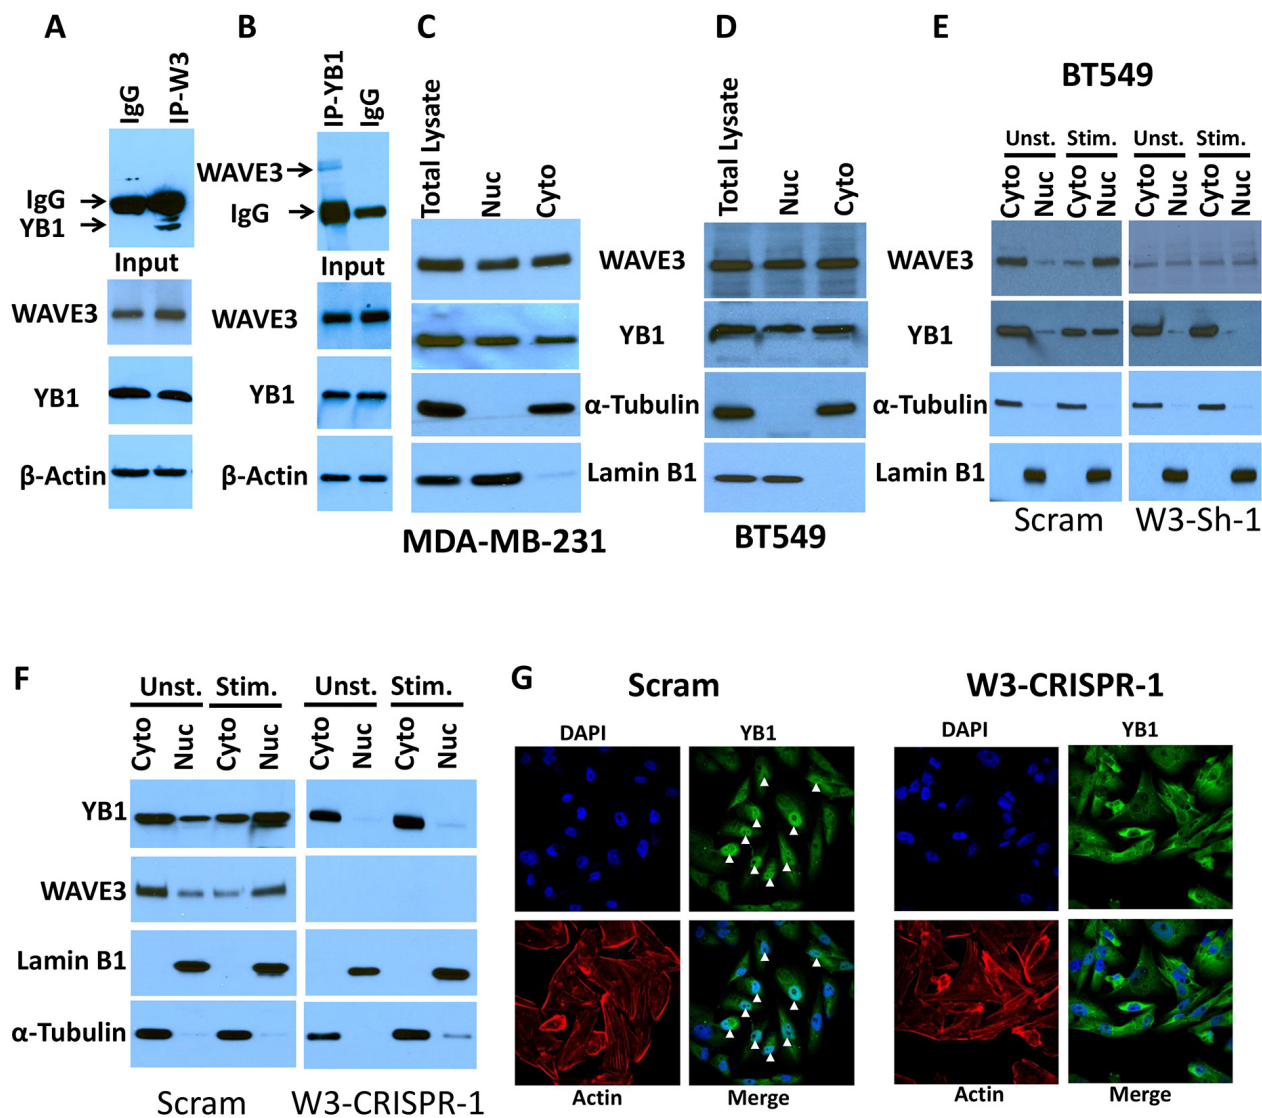 A
IgG
IP-W3
IgG
YB1
Input
WAVE3
YB1
β-Actin
B
IP-YB1
IgG
WAVE3
IgG
Input
WAVE3
YB1
β-Actin
C
Total Lysate
Nuc
Cyto
MDA-MB-231
D
Total Lysate
Nuc
Cyto
WAVE3
YB1
α-Tubulin
Lamin B1
BT549
E
BT549
Unst. Stim. Unst. Stim.
Cyto Nuc Cyto Nuc Cyto Nuc Cyto Nuc
WAVE3
YB1
α-Tubulin
Lamin B1
Scram W3-Sh-1
F
Unst. Stim. Unst. Stim.
Cyto Nuc Cyto Nuc Cyto Nuc Cyto Nuc
YB1
WAVE3
Lamin B1
α-Tubulin
Scram W3-CRISPR-1
G
Scram W3-CRISPR-1
DAPI YB1 DAPI YB1
Actin Merge Actin Merge